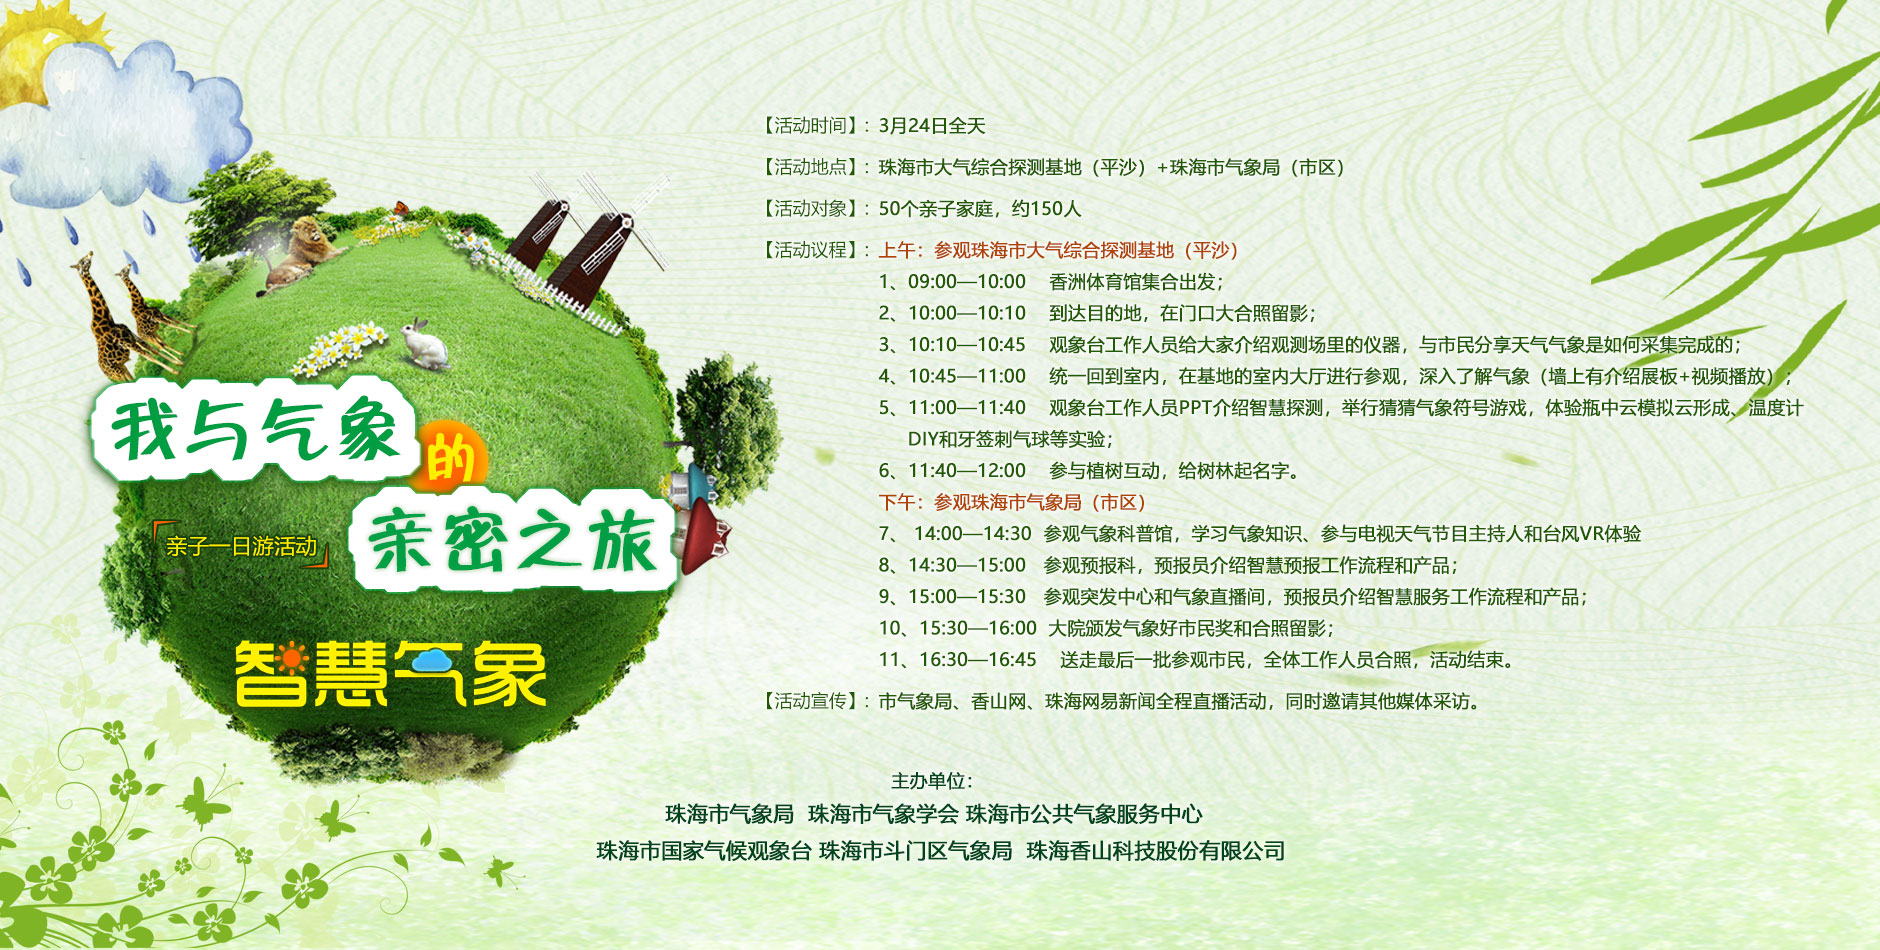 我与气象
的
亲密之旅
亲子一日游活动
智慧气象
【活动时间】：3月24日全天
【活动地点】：珠海市大气综合探测基地（平沙）+珠海市气象局（市区）
【活动对象】：50个亲子家庭，约150人
【活动议程】：上午：参观珠海市大气综合探测基地（平沙）
1、09:00—10:00 香洲体育馆集合出发；
2、10:00—10:10 到达目的地，在门口大合照留影；
3、10:10—10:45 观象台工作人员给大家介绍观测场里的仪器，与市民分享天气气象是如何采集完成的；
4、10:45—11:00 统一回到室内，在基地的室内大厅进行参观，深入了解气象（墙上有介绍展板+视频播放）；
5、11:00—11:40 观象台工作人员PPT介绍智慧探测，举行猜猜气象符号游戏，体验瓶中云模拟云形成、温度计
DIY和牙签刺气球等实验；
6、11:40—12:00 参与植树互动，给树林起名字。
下午：参观珠海市气象局（市区）
7、 14:00—14:30 参观气象科普馆，学习气象知识、参与电视天气节目主持人和台风VR体验
8、14:30—15:00 参观预报科，预报员介绍智慧预报工作流程和产品；
9、15:00—15:30 参观突发中心和气象直播间，预报员介绍智慧服务工作流程和产品；
10、15:30—16:00 大院颁发气象好市民奖和合照留影；
11、16:30—16:45 送走最后一批参观市民，全体工作人员合照，活动结束。
【活动宣传】：市气象局、香山网、珠海网易新闻全程直播活动，同时邀请其他媒体采访。
主办单位：
珠海市气象局 珠海市气象学会 珠海市公共气象服务中心
珠海市国家气候观象台 珠海市斗门区气象局 珠海香山科技股份有限公司